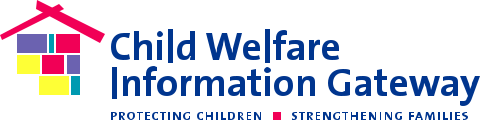 Child Welfare
Information Gateway
PROTECTING CHILDREN ■ STRENGTHENING FAMILIES